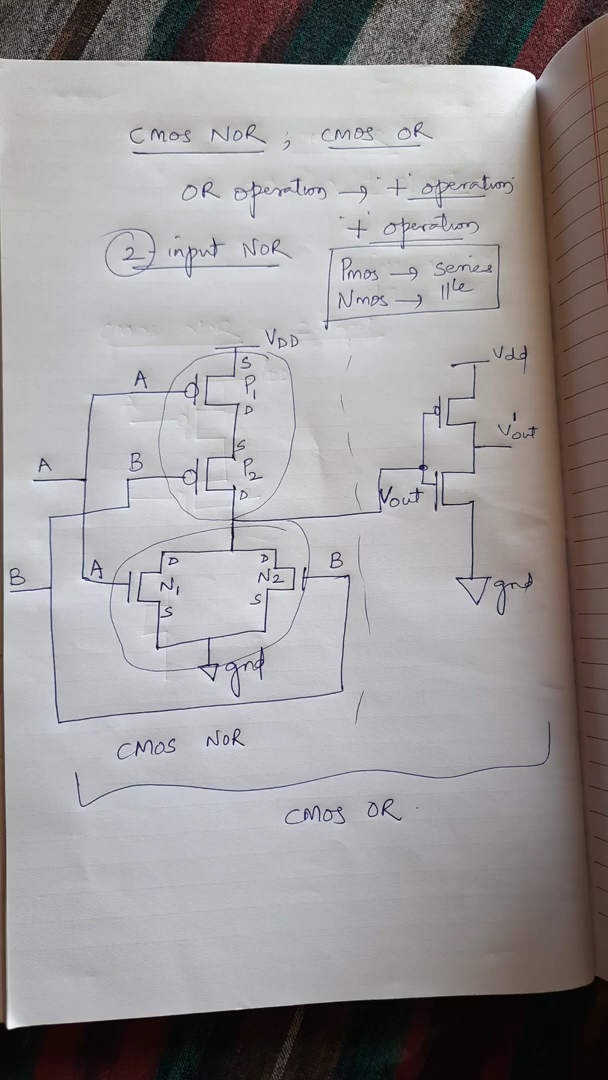 CMOS NOR ; CMOS OR
OR operation → '+' operation
'+' operation
2-input NOR
Pmos → series
Nmos → ||le
VDD
S
A
P1
D
Vdd
S
A
B
P2
V'out
D
Vout
B
A
D
D
B
N1
N2
S
S
gnd
gnd
CMOS NOR
CMOS OR.